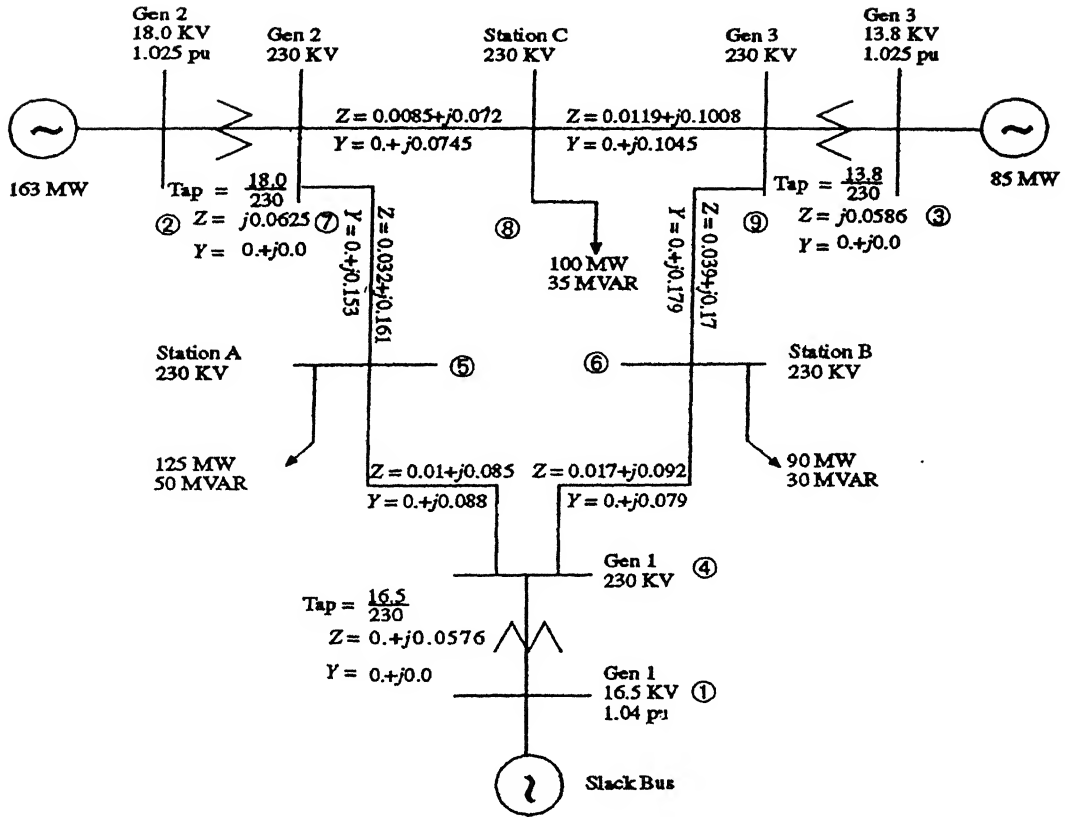 Gen 2
18.0 KV
1.025 pu
Gen 2
230 KV
Station C
230 KV
Gen 3
230 KV
Gen 3
13.8 KV
1.025 pu
Z = 0.0085+j0.072
Y = 0.+j0.0745
Z = 0.0119+j0.1008
Y = 0.+j0.1045
~
163 MW
~
85 MW
Tap = 18.0/230
Z = j0.0625
Y = 0.+j0.0
②
⑦
Z = 0.032+j0.161
Y = 0.+j0.153
⑧
100 MW
35 MVAR
⑨
Z = 0.039+j0.17
Y = 0.+j0.179
Tap = 13.8/230
Z = j0.0586
Y = 0.+j0.0
③
Station A
230 KV
⑤
⑥
Station B
230 KV
125 MW
50 MVAR
Z = 0.01+j0.085
Y = 0.+j0.088
Z = 0.017+j0.092
Y = 0.+j0.079
90 MW
30 MVAR
Gen 1
230 KV
④
Tap = 16.5/230
Z = 0.+j0.0576
Y = 0.+j0.0
Gen 1
16.5 KV
1.04 pu
①
~
Slack Bus